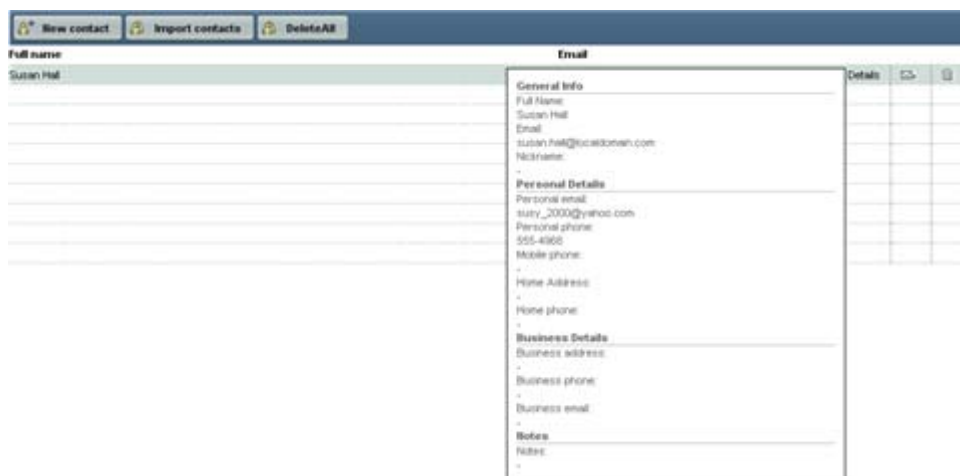 New contact Import contacts DeleteAll
Full name Email
Susan Hall Details
General Info
Full Name:
Susan Hall
Email:
susan.hall@localdomain.com
Nickname:
-
Personal Details
Personal email:
susy_2000@yahoo.com
Personal phone:
555-4968
Mobile phone:
-
Home Address:
-
Home phone:
-
Business Details
Business address:
-
Business phone:
-
Business email:
-
Notes
Notes:
-